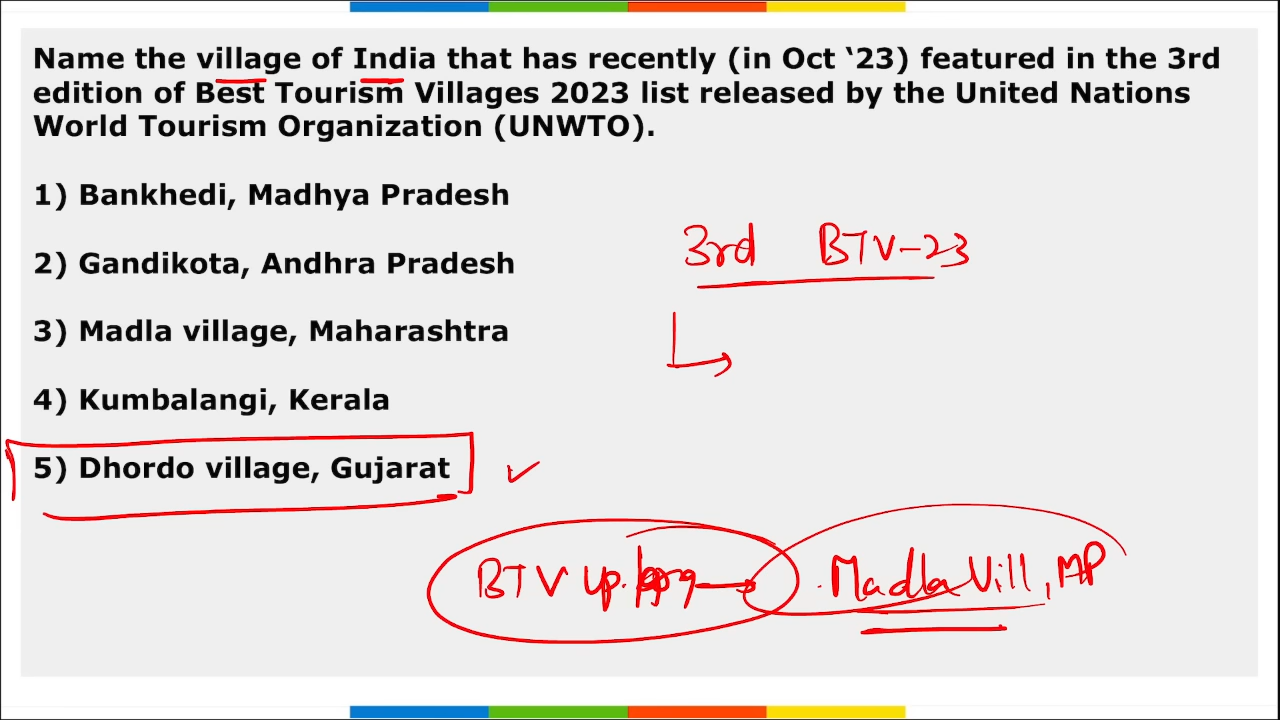 Name the village of India that has recently (in Oct ‘23) featured in the 3rd
edition of Best Tourism Villages 2023 list released by the United Nations
World Tourism Organization (UNWTO).
1) Bankhedi, Madhya Pradesh
2) Gandikota, Andhra Pradesh
3rd BTV-23
3) Madla village, Maharashtra
4) Kumbalangi, Kerala
5) Dhordo village, Gujarat
BTV up. Madla Vill, MP